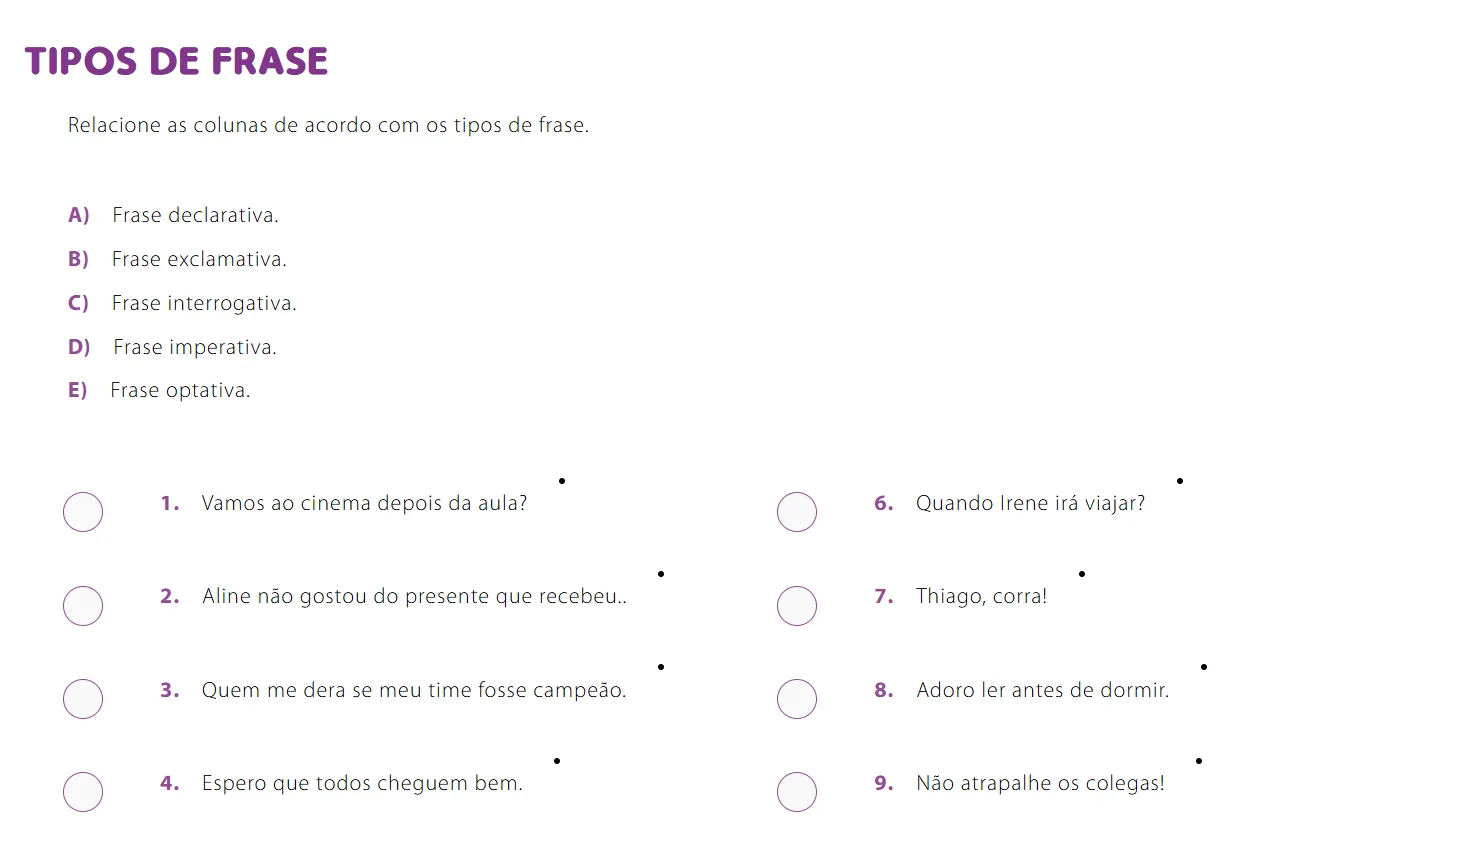 TIPOS DE FRASE
Relacione as colunas de acordo com os tipos de frase.
A) Frase declarativa.
B) Frase exclamativa.
C) Frase interrogativa.
D) Frase imperativa.
E) Frase optativa.
1. Vamos ao cinema depois da aula?
2. Aline não gostou do presente que recebeu..
3. Quem me dera se meu time fosse campeão.
4. Espero que todos cheguem bem.
6. Quando Irene irá viajar?
7. Thiago, corra!
8. Adoro ler antes de dormir.
9. Não atrapalhe os colegas!